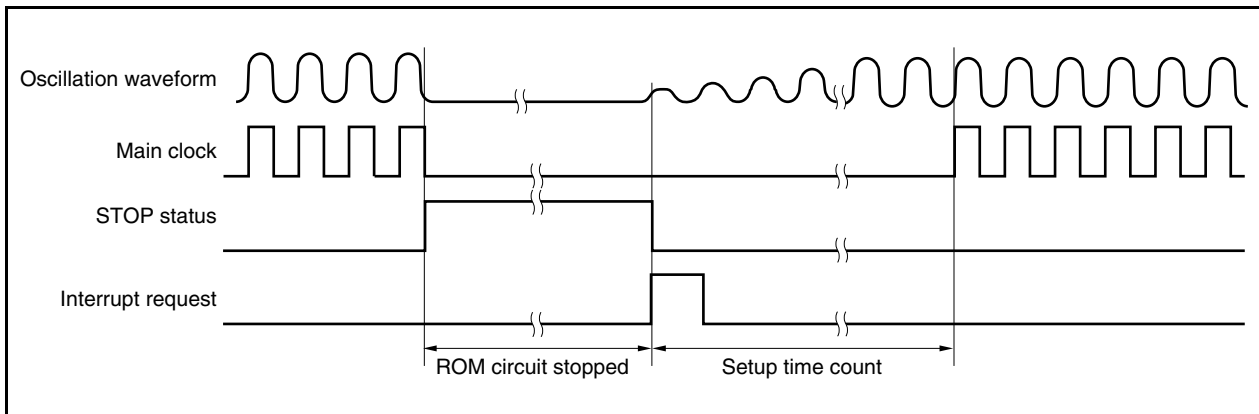 Oscillation waveform
Main clock
STOP status
Interrupt request
ROM circuit stopped
Setup time count